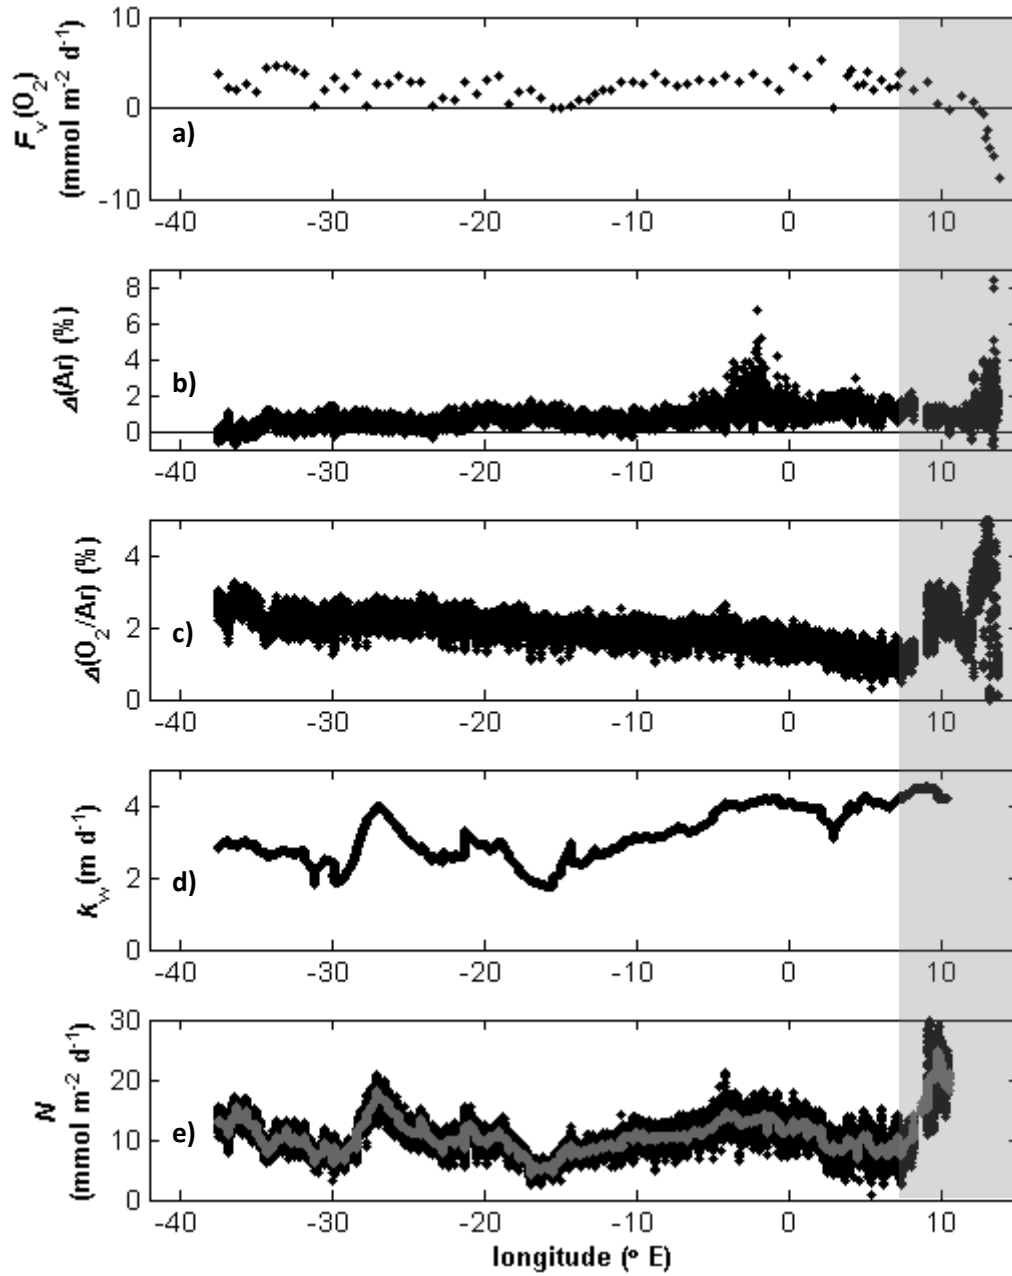 10
0
-10
F_v(O_2)
(mmol m^-2 d^-1)
a)
-40 -30 -20 -10 0 10
8
6
4
2
0
Δ(Ar) (%)
b)
-40 -30 -20 -10 0 10
4
2
0
Δ(O_2/Ar) (%)
c)
-40 -30 -20 -10 0 10
4
2
0
k_w (m d^-1)
d)
-40 -30 -20 -10 0 10
30
20
10
0
N
(mmol m^-2 d^-1)
e)
-40 -30 -20 -10 0 10
longitude (° E)